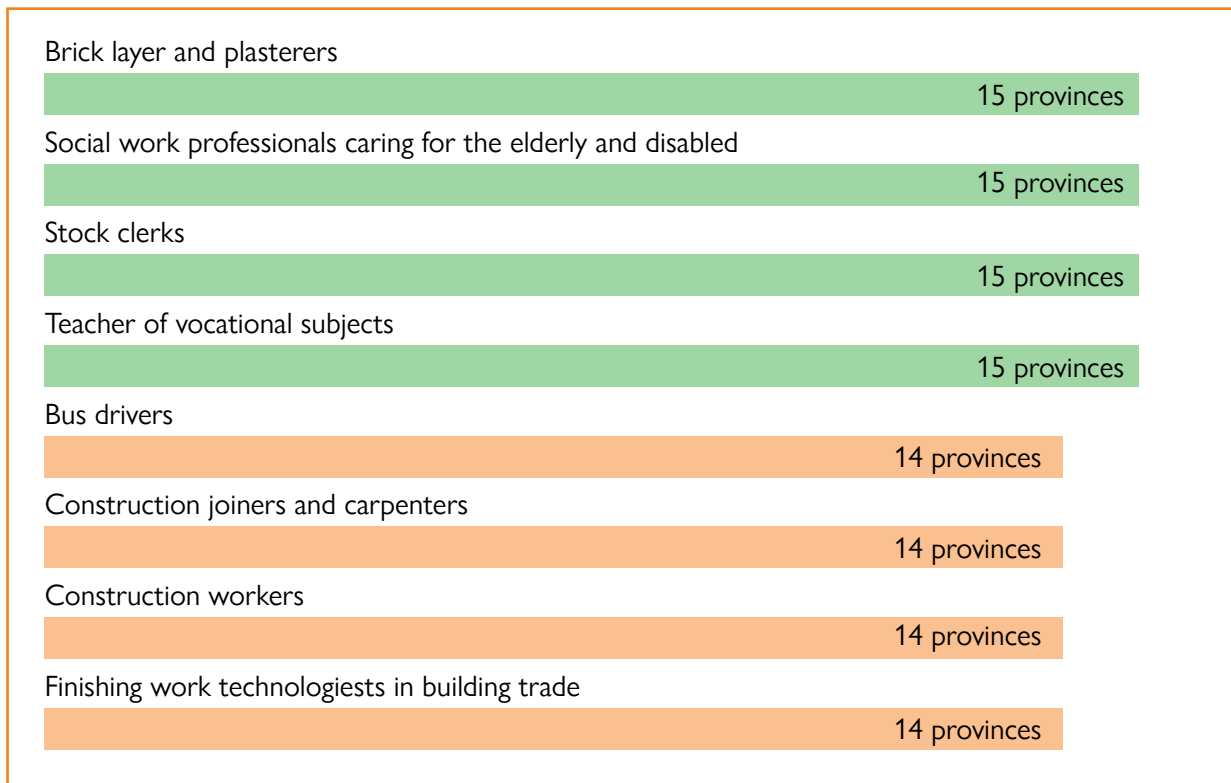 Brick layer and plasterers
15 provinces
Social work professionals caring for the elderly and disabled
15 provinces
Stock clerks
15 provinces
Teacher of vocational subjects
15 provinces
Bus drivers
14 provinces
Construction joiners and carpenters
14 provinces
Construction workers
14 provinces
Finishing work technologiests in building trade
14 provinces